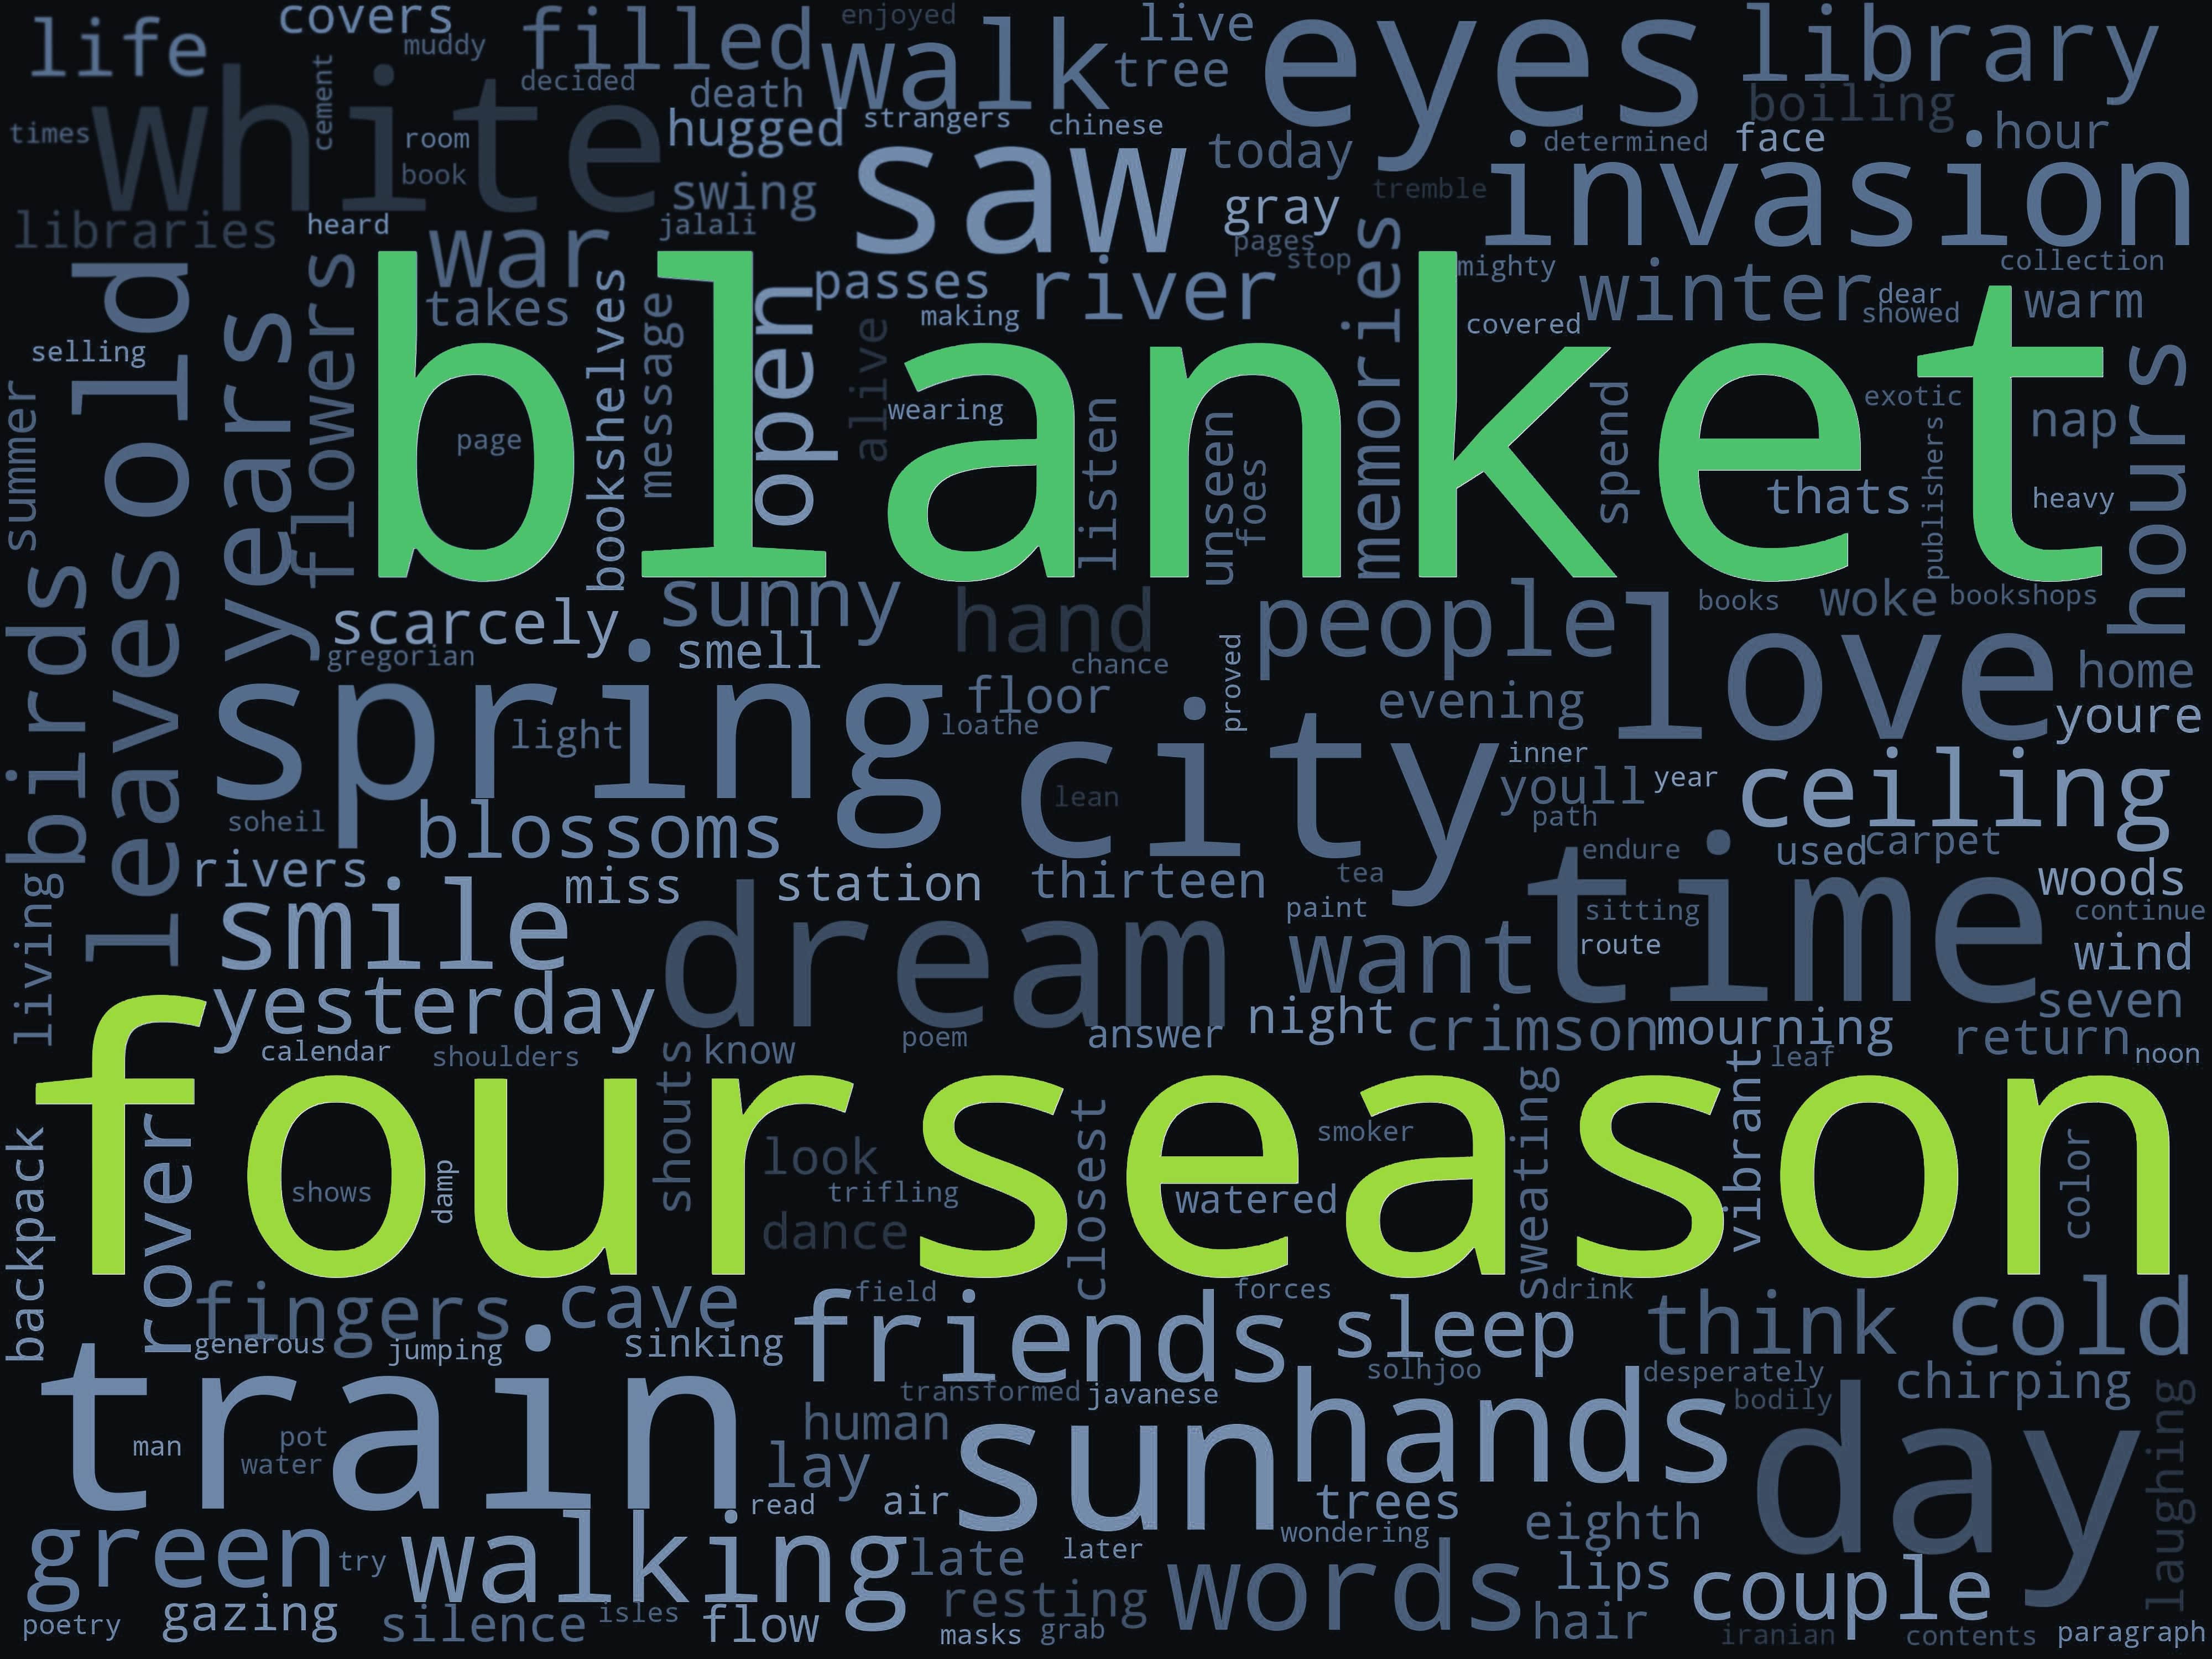 life covers muddy filled enjoyed live eyes library
white cement decided death walk tree boiling
times room book hugged strangers chinese today determined face hour
libraries heard swing jalali saw gray tremble invasion
old war takes passes river pages stop memories mighty winter collection dear showed warm
selling years flowers bookshelves message open making covered
blanket
summer page alive wearing listen unseen foes spend exotic thats publishers nap heavy hours
birds leaves scarcely sunny hand people books woke bookshops love
gregorian smell floor chance proved evening home youre
spring light loathe city inner youll year ceiling
soheil blossoms lean path used carpet
rivers miss station thirteen tea endure woods
living smile dream paint want sitting route time continue wind
yesterday poem answer night crimson mourning seven return noon
calendar shoulders know leaf
fourseason
backpack rover shows damp shouts look trifling dance closest smoker watered sweating vibrant color
fingers cave field forces drink think cold
generous jumping sinking friends sleep solhjoo desperately chirping
train transformed javanese hands bodily laughing
man pot water human lay sun day
read air trees
green try walking late later wondering eighth
poetry gazing silence isles flow resting masks grab words lips hair couple iranian contents paragraph